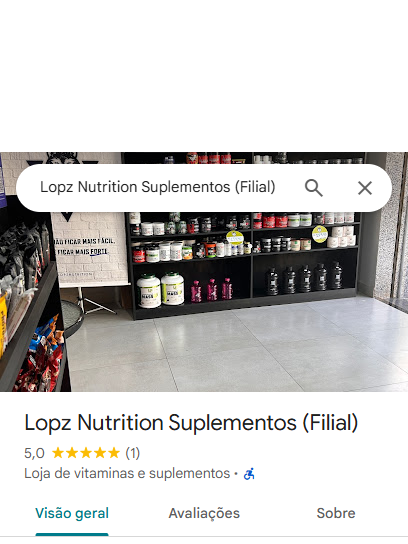 Lopz Nutrition Suplementos (Filial)
NÃO FICAR MAIS FÁCIL,
FICAR MAIS FORTE.
MASS
Lopz Nutrition Suplementos (Filial)
5,0 ★★★★★ (1)
Loja de vitaminas e suplementos ·
Visão geral Avaliações Sobre